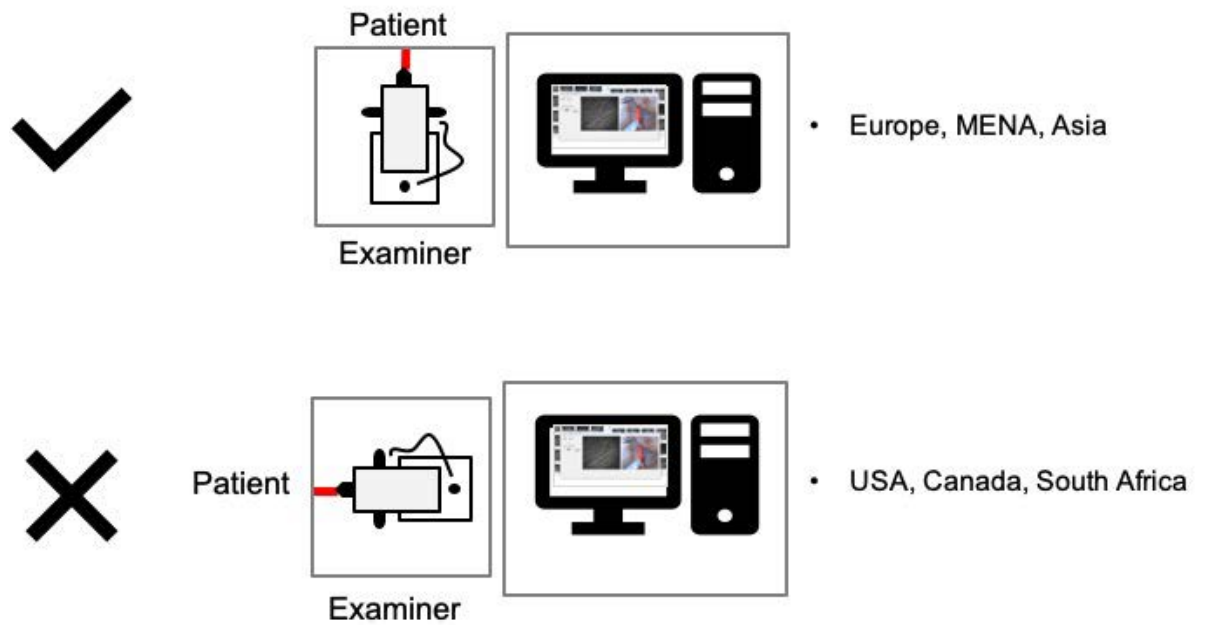 Patient
Examiner
• Europe, MENA, Asia
Patient
Examiner
• USA, Canada, South Africa